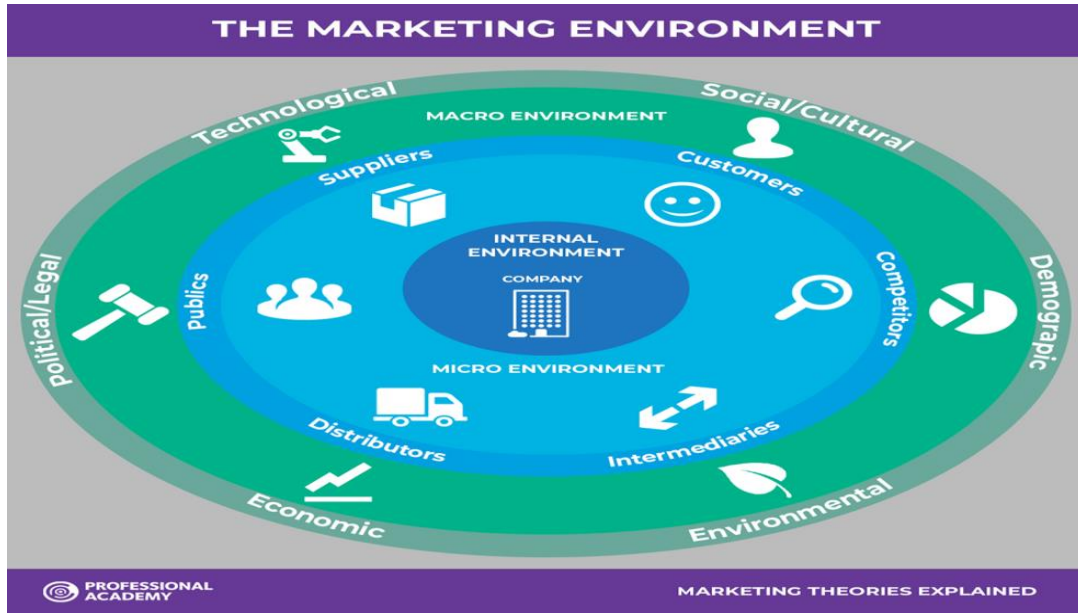 THE MARKETING ENVIRONMENT
Technological
Social/Cultural
MACRO ENVIRONMENT
Suppliers
Customers
INTERNAL
ENVIRONMENT
COMPANY
Political/Legal
Publics
Competitors
Demograpic
MICRO ENVIRONMENT
Distributors
Intermediaries
Economic
Environmental
PROFESSIONAL
ACADEMY
MARKETING THEORIES EXPLAINED